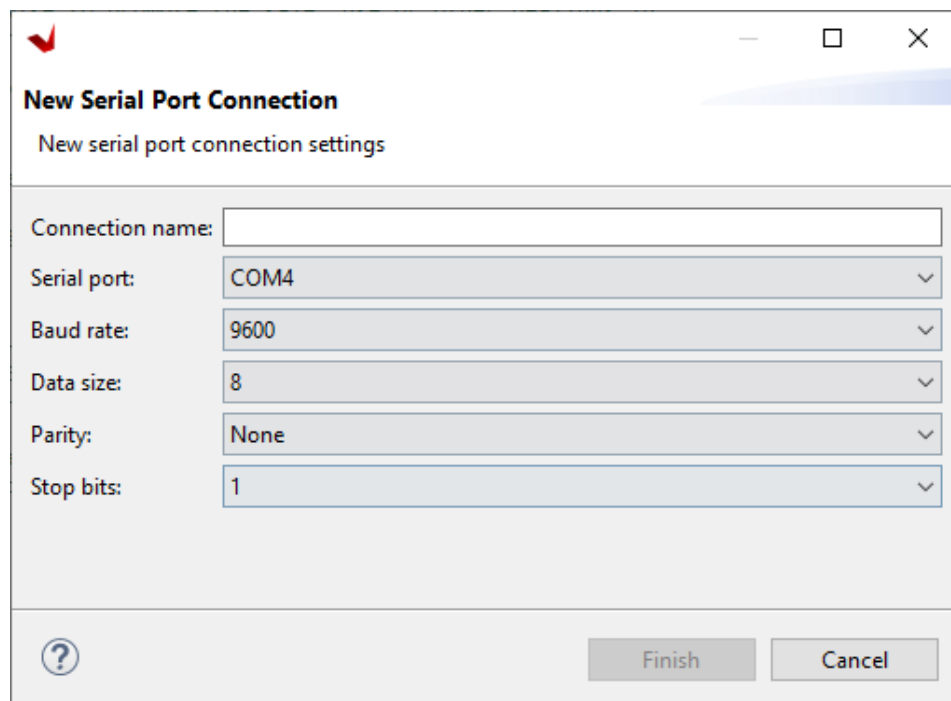 New Serial Port Connection
New serial port connection settings
Connection name:
Serial port: COM4
Baud rate: 9600
Data size: 8
Parity: None
Stop bits: 1
?
Finish Cancel